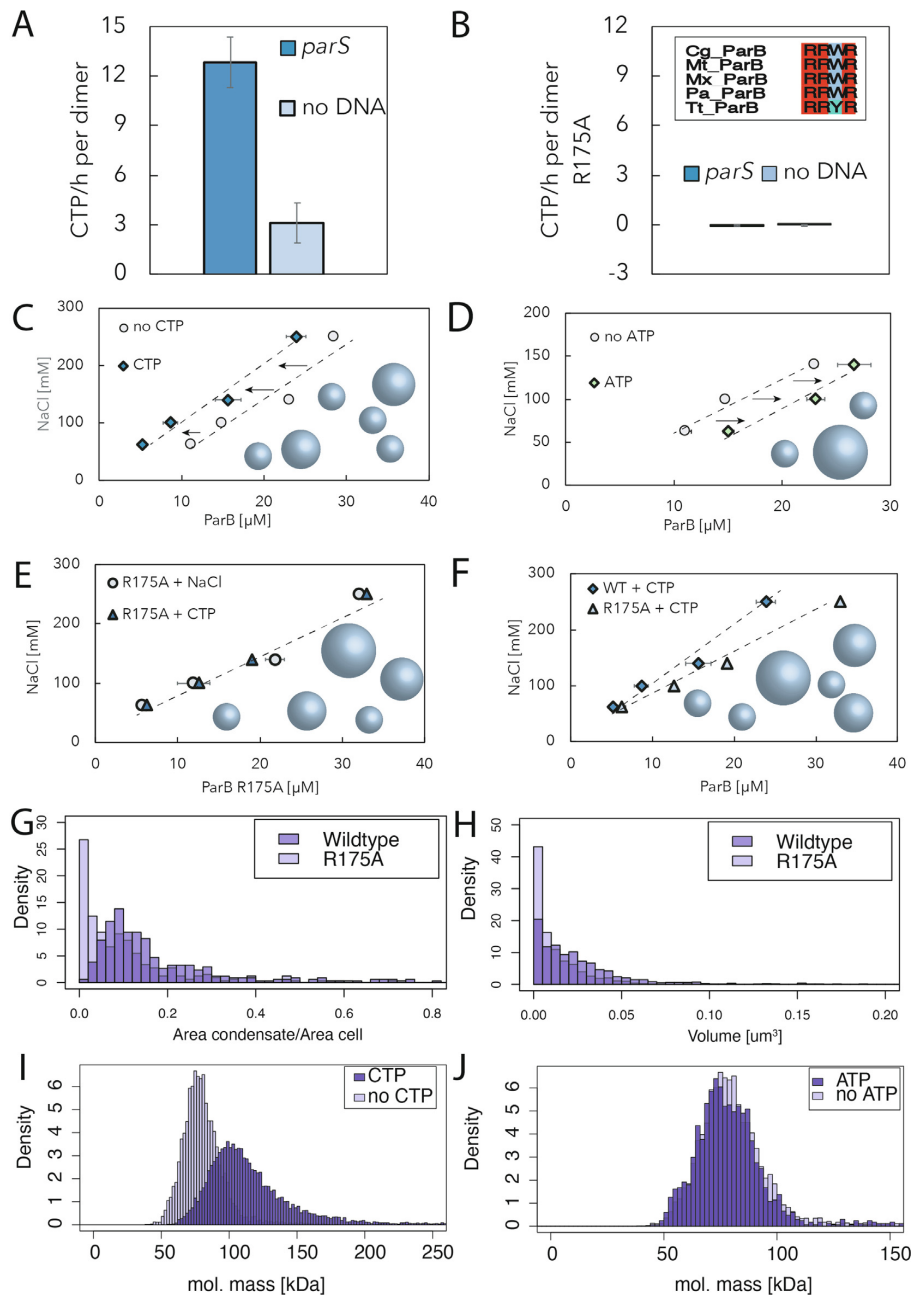 A
CTP/h per dimer
15
12
9
6
3
0
parS
no DNA
B
CTP/h per dimer
R175A
12
9
6
3
0
-3
Cg_ParB RRWR
Mt_ParB RRWR
Mx_ParB RRWR
Pa_ParB RRWR
Tt_ParB RRYR
parS no DNA
C
NaCl [mM]
300
200
100
0
no CTP
CTP
0 10 20 30 40
ParB [µM]
D
NaCl [mM]
200
150
100
50
0
no ATP
ATP
0 10 20 30
ParB [µM]
E
NaCl [mM]
300
200
100
0
R175A + NaCl
R175A + CTP
0 10 20 30 40
ParB R175A [µM]
F
NaCl [mM]
300
200
100
0
WT + CTP
R175A + CTP
0 10 20 30 40
ParB [µM]
G
Density
30
25
20
15
10
5
0
Wildtype
R175A
0.0 0.2 0.4 0.6 0.8
Area condensate/Area cell
H
Density
50
40
30
20
10
0
Wildtype
R175A
0.00 0.05 0.10 0.15 0.20
Volume [um³]
I
Density
6
5
4
3
2
1
0
CTP
no CTP
0 50 100 150 200 250
mol. mass [kDa]
J
Density
6
5
4
3
2
1
0
ATP
no ATP
0 50 100 150
mol. mass [kDa]